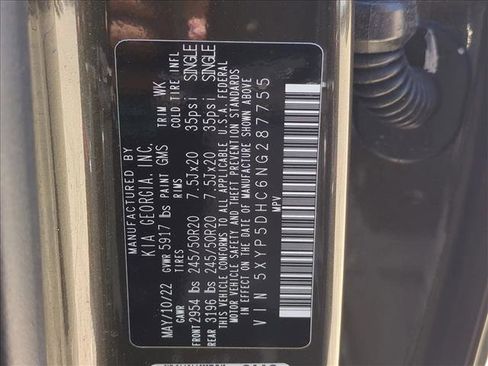 MANUFACTURED BY
KIA GEORGIA, INC.
MAY/10/22 GVWR 5917 lbs PAINT GMS TRIM WK
GAWR TIRES RIMS COLD TIRE INFL
FRONT 2954 lbs 245/50R20 7.5Jx20 35psi SINGLE
REAR 3196 lbs 245/50R20 7.5Jx20 35psi SINGLE
THIS VEHICLE CONFORMS TO ALL APPLICABLE U.S.A. FEDERAL
MOTOR VEHICLE SAFETY AND THEFT PREVENTION STANDARDS
IN EFFECT ON THE DATE OF MANUFACTURE SHOWN ABOVE
VIN 5XYP5DHC6NG287755
MPV